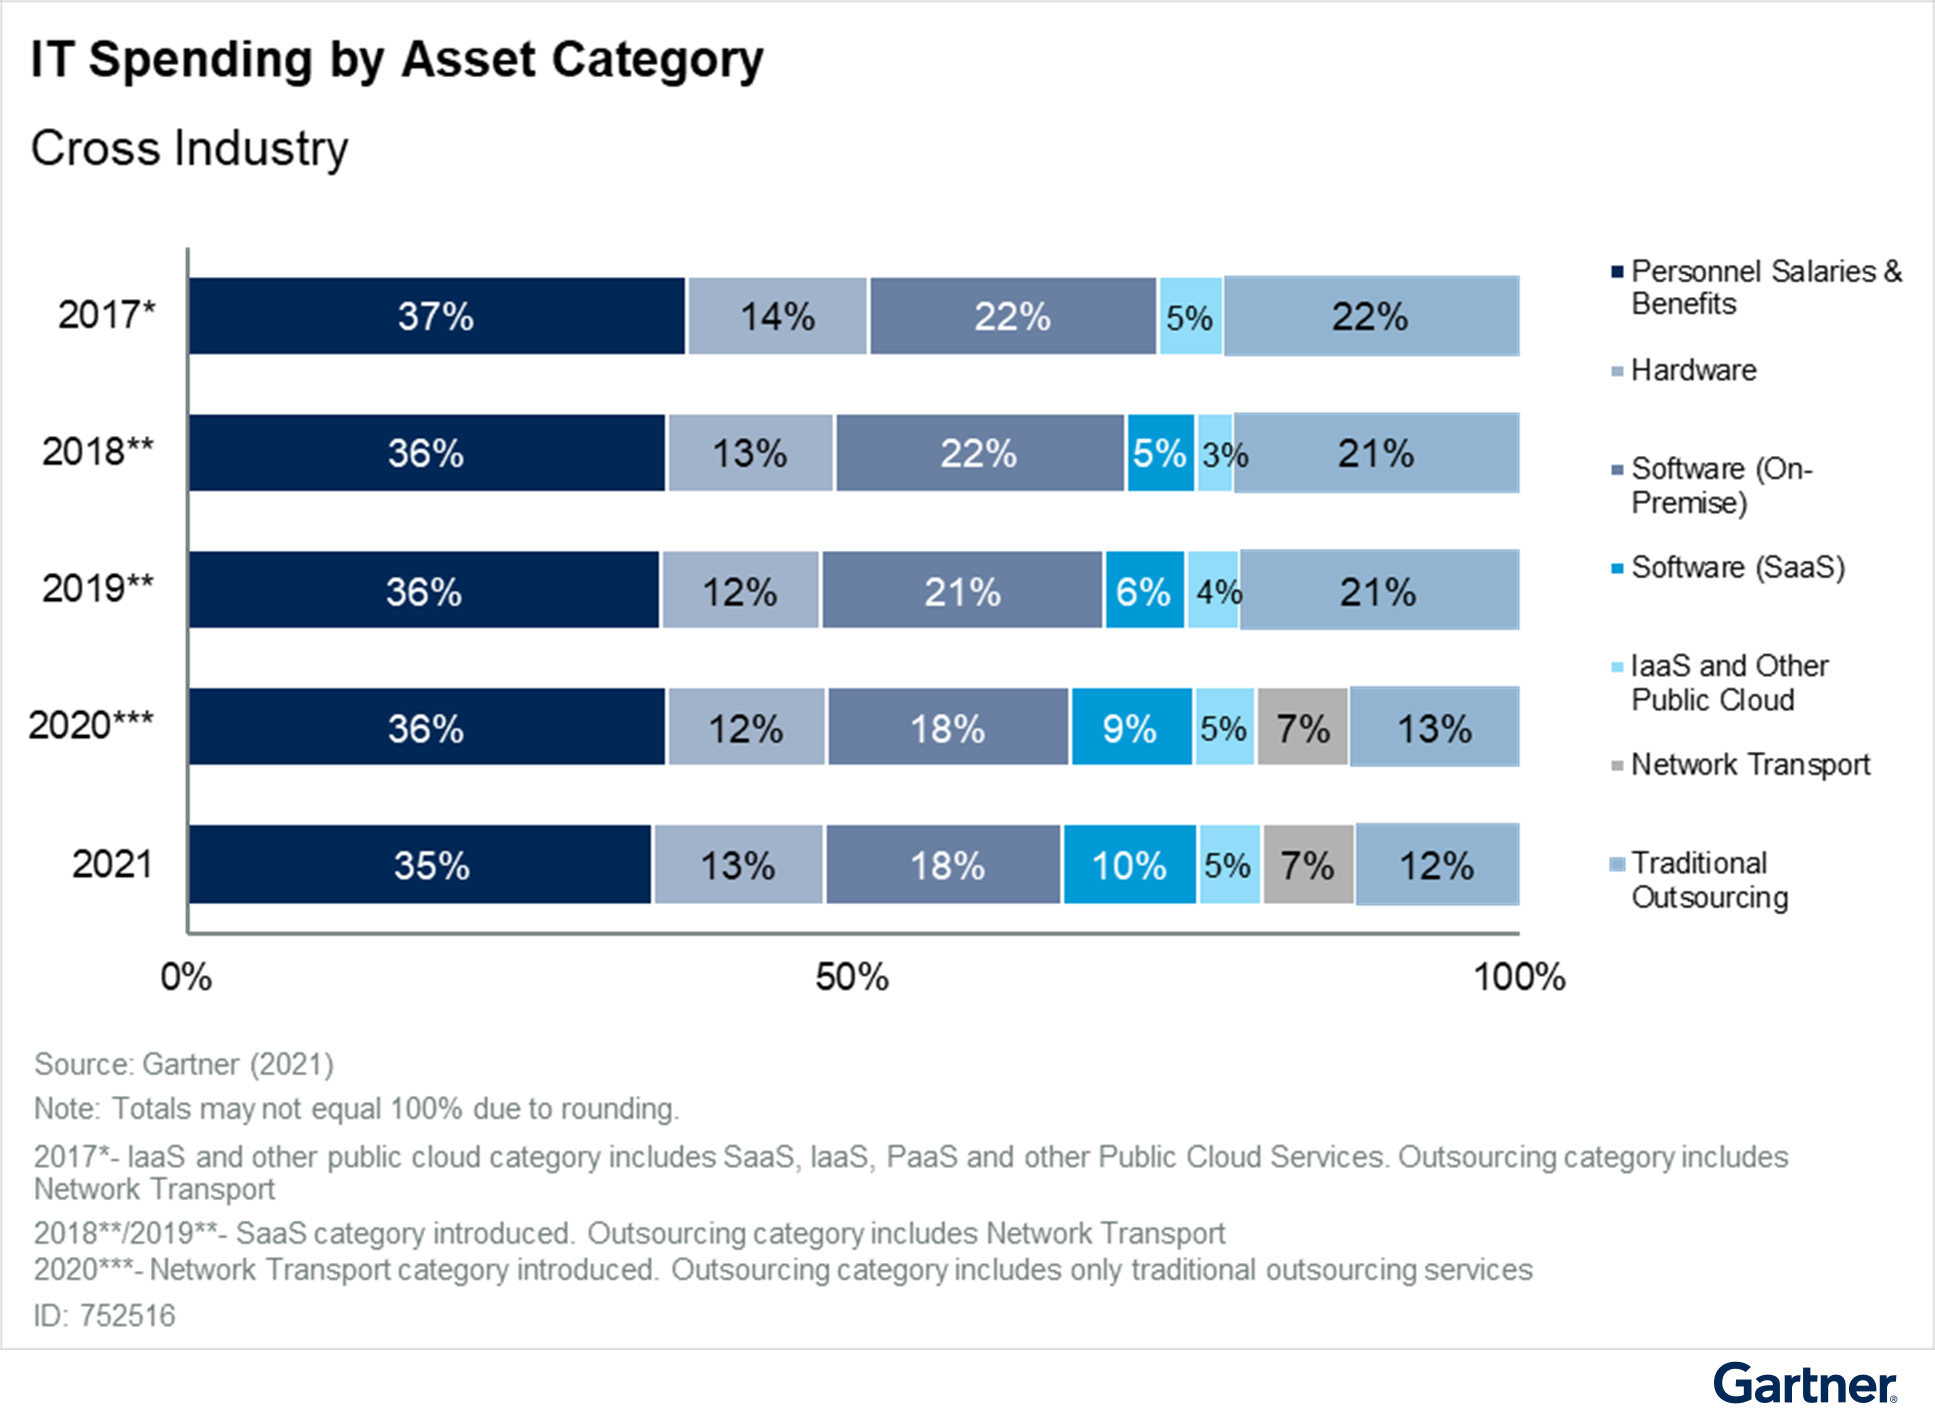 IT Spending by Asset Category
Cross Industry
2017*
37%
14%
22%
5%
22%
2018**
36%
13%
22%
5%
3%
21%
2019**
36%
12%
21%
6%
4%
21%
2020***
36%
12%
18%
9%
5%
7%
13%
2021
35%
13%
18%
10%
5%
7%
12%
0%
50%
100%
Personnel Salaries &
Benefits
Hardware
Software (On-
Premise)
Software (SaaS)
IaaS and Other
Public Cloud
Network Transport
Traditional
Outsourcing
Source: Gartner (2021)
Note: Totals may not equal 100% due to rounding.
2017*- IaaS and other public cloud category includes SaaS, IaaS, PaaS and other Public Cloud Services. Outsourcing category includes
Network Transport
2018**/2019**- SaaS category introduced. Outsourcing category includes Network Transport
2020***- Network Transport category introduced. Outsourcing category includes only traditional outsourcing services
ID: 752516
Gartner®